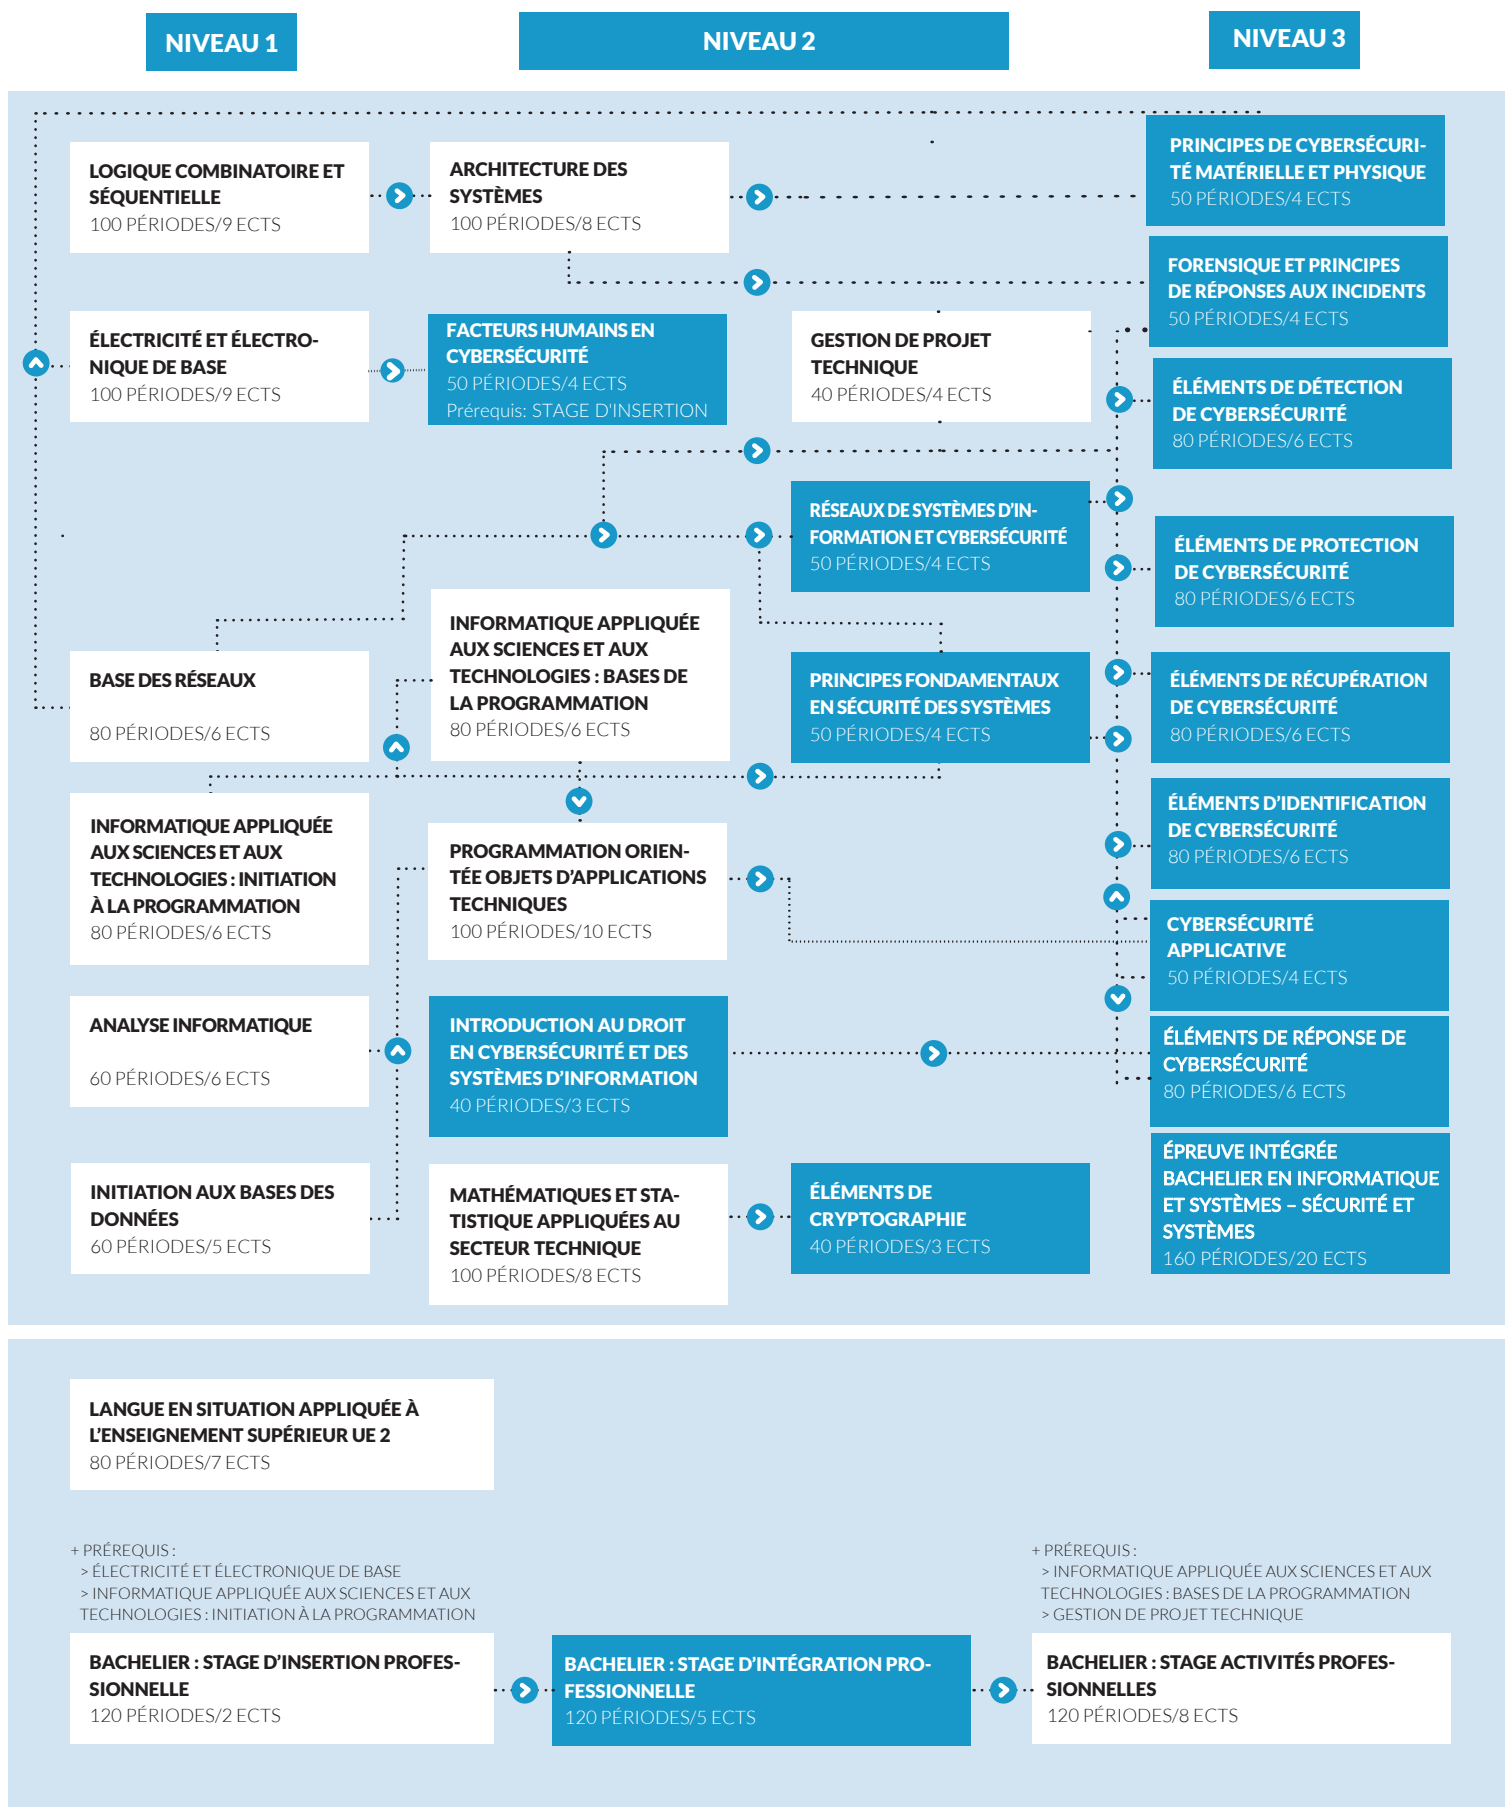 NIVEAU 1
NIVEAU 2
NIVEAU 3
LOGIQUE COMBINATOIRE ET
SÉQUENTIELLE
100 PÉRIODES/9 ECTS
ARCHITECTURE DES
SYSTÈMES
100 PÉRIODES/8 ECTS
PRINCIPES DE CYBERSÉCURI-
TÉ MATÉRIELLE ET PHYSIQUE
50 PÉRIODES/4 ECTS
FORENSIQUE ET PRINCIPES
DE RÉPONSES AUX INCIDENTS
50 PÉRIODES/4 ECTS
ÉLECTRICITÉ ET ÉLECTRO-
NIQUE DE BASE
100 PÉRIODES/9 ECTS
FACTEURS HUMAINS EN
CYBERSÉCURITÉ
50 PÉRIODES/4 ECTS
Prérequis: STAGE D'INSERTION
GESTION DE PROJET
TECHNIQUE
40 PÉRIODES/4 ECTS
ÉLÉMENTS DE DÉTECTION
DE CYBERSÉCURITÉ
80 PÉRIODES/6 ECTS
RÉSEAUX DE SYSTÈMES D'IN-
FORMATION ET CYBERSÉCURITÉ
50 PÉRIODES/4 ECTS
ÉLÉMENTS DE PROTECTION
DE CYBERSÉCURITÉ
80 PÉRIODES/6 ECTS
BASE DES RÉSEAUX
80 PÉRIODES/6 ECTS
INFORMATIQUE APPLIQUÉE
AUX SCIENCES ET AUX
TECHNOLOGIES : BASES DE
LA PROGRAMMATION
80 PÉRIODES/6 ECTS
PRINCIPES FONDAMENTAUX
EN SÉCURITÉ DES SYSTÈMES
50 PÉRIODES/4 ECTS
ÉLÉMENTS DE RÉCUPÉRATION
DE CYBERSÉCURITÉ
80 PÉRIODES/6 ECTS
INFORMATIQUE APPLIQUÉE
AUX SCIENCES ET AUX
TECHNOLOGIES : INITIATION
À LA PROGRAMMATION
80 PÉRIODES/6 ECTS
PROGRAMMATION ORIEN-
TÉE OBJETS D'APPLICATIONS
TECHNIQUES
100 PÉRIODES/10 ECTS
ÉLÉMENTS D'IDENTIFICATION
DE CYBERSÉCURITÉ
80 PÉRIODES/6 ECTS
CYBERSÉCURITÉ
APPLICATIVE
50 PÉRIODES/4 ECTS
ANALYSE INFORMATIQUE
60 PÉRIODES/6 ECTS
INTRODUCTION AU DROIT
EN CYBERSÉCURITÉ ET DES
SYSTÈMES D'INFORMATION
40 PÉRIODES/3 ECTS
ÉLÉMENTS DE RÉPONSE DE
CYBERSÉCURITÉ
80 PÉRIODES/6 ECTS
INITIATION AUX BASES DES
DONNÉES
60 PÉRIODES/5 ECTS
MATHÉMATIQUES ET STA-
TISTIQUE APPLIQUÉES AU
SECTEUR TECHNIQUE
100 PÉRIODES/8 ECTS
ÉLÉMENTS DE
CRYPTOGRAPHIE
40 PÉRIODES/3 ECTS
ÉPREUVE INTÉGRÉE
BACHELIER EN INFORMATIQUE
ET SYSTÈMES – SÉCURITÉ ET
SYSTÈMES
160 PÉRIODES/20 ECTS
LANGUE EN SITUATION APPLIQUÉE À
L'ENSEIGNEMENT SUPÉRIEUR UE 2
80 PÉRIODES/7 ECTS
+ PRÉREQUIS :
> ÉLECTRICITÉ ET ÉLECTRONIQUE DE BASE
> INFORMATIQUE APPLIQUÉE AUX SCIENCES ET AUX
TECHNOLOGIES : INITIATION À LA PROGRAMMATION
BACHELIER : STAGE D'INSERTION PROFES-
SIONNELLE
120 PÉRIODES/2 ECTS
BACHELIER : STAGE D'INTÉGRATION PRO-
FESSIONNELLE
120 PÉRIODES/5 ECTS
+ PRÉREQUIS :
> INFORMATIQUE APPLIQUÉE AUX SCIENCES ET AUX
TECHNOLOGIES : BASES DE LA PROGRAMMATION
> GESTION DE PROJET TECHNIQUE
BACHELIER : STAGE ACTIVITÉS PROFES-
SIONNELLES
120 PÉRIODES/8 ECTS